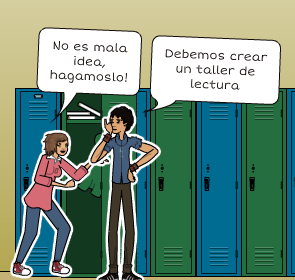 No es mala
idea,
hagamoslo!
Debemos crear
un taller de
lectura